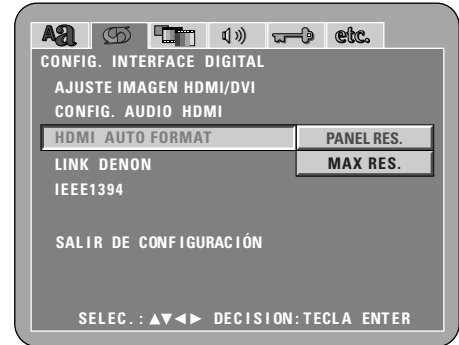 Aa etc.
CONFIG. INTERFACE DIGITAL
AJUSTE IMAGEN HDMI/DVI
CONFIG. AUDIO HDMI
HDMI AUTO FORMAT PANEL RES.
LINK DENON MAX RES.
IEEE1394
SALIR DE CONFIGURACIÓN
SELEC.:▲▼◄► DECISION:TECLA ENTER